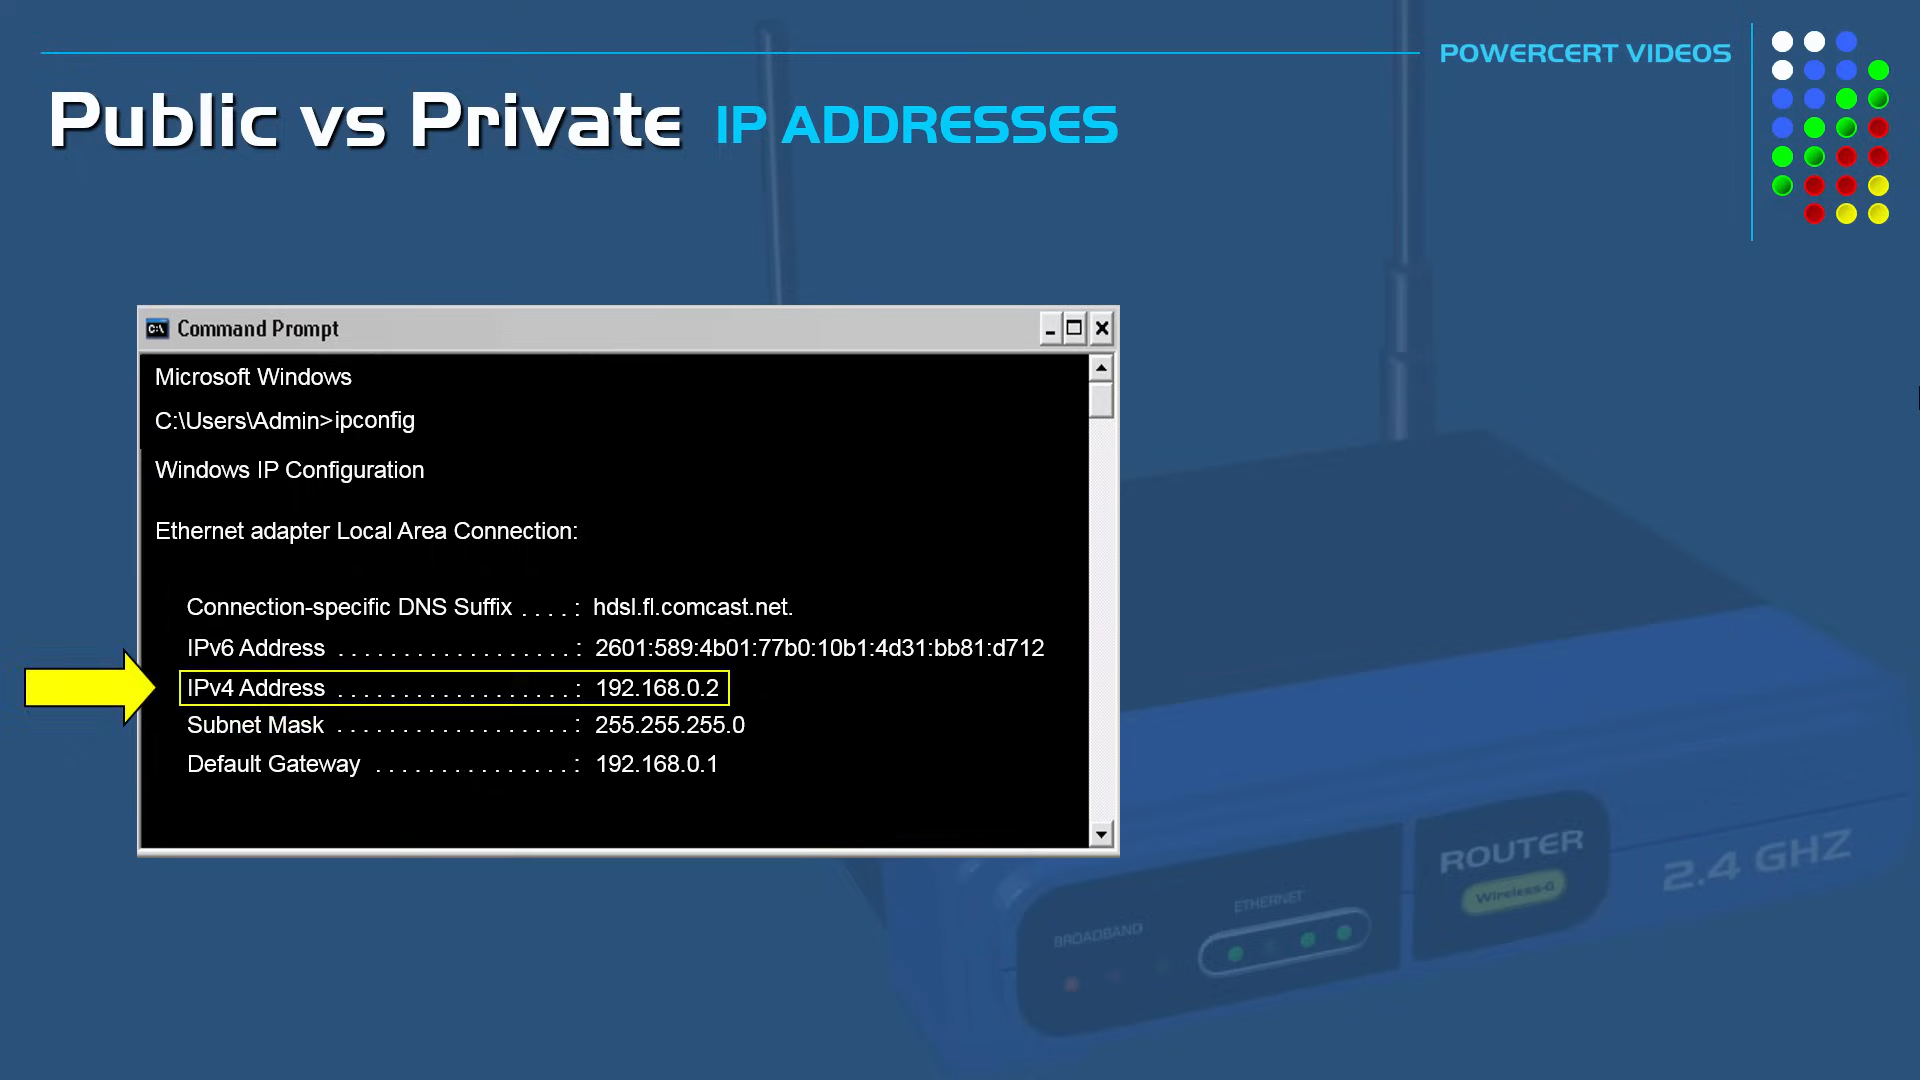 POWERCERT VIDEOS
Public vs Private IP ADDRESSES
C:\ Command Prompt
Microsoft Windows
C:\Users\Admin>ipconfig
Windows IP Configuration
Ethernet adapter Local Area Connection:
Connection-specific DNS Suffix . . . . : hdsl.fl.comcast.net.
IPv6 Address . . . . . . . . . . . . . . . . . . : 2601:589:4b01:77b0:10b1:4d31:bb81:d712
IPv4 Address . . . . . . . . . . . . . . . . . . . : 192.168.0.2
Subnet Mask . . . . . . . . . . . . . . . . . . . : 255.255.255.0
Default Gateway . . . . . . . . . . . . . . . : 192.168.0.1
ROUTER
2.4 GHZ
Wireless-G
ETHERNET
BROADBAND